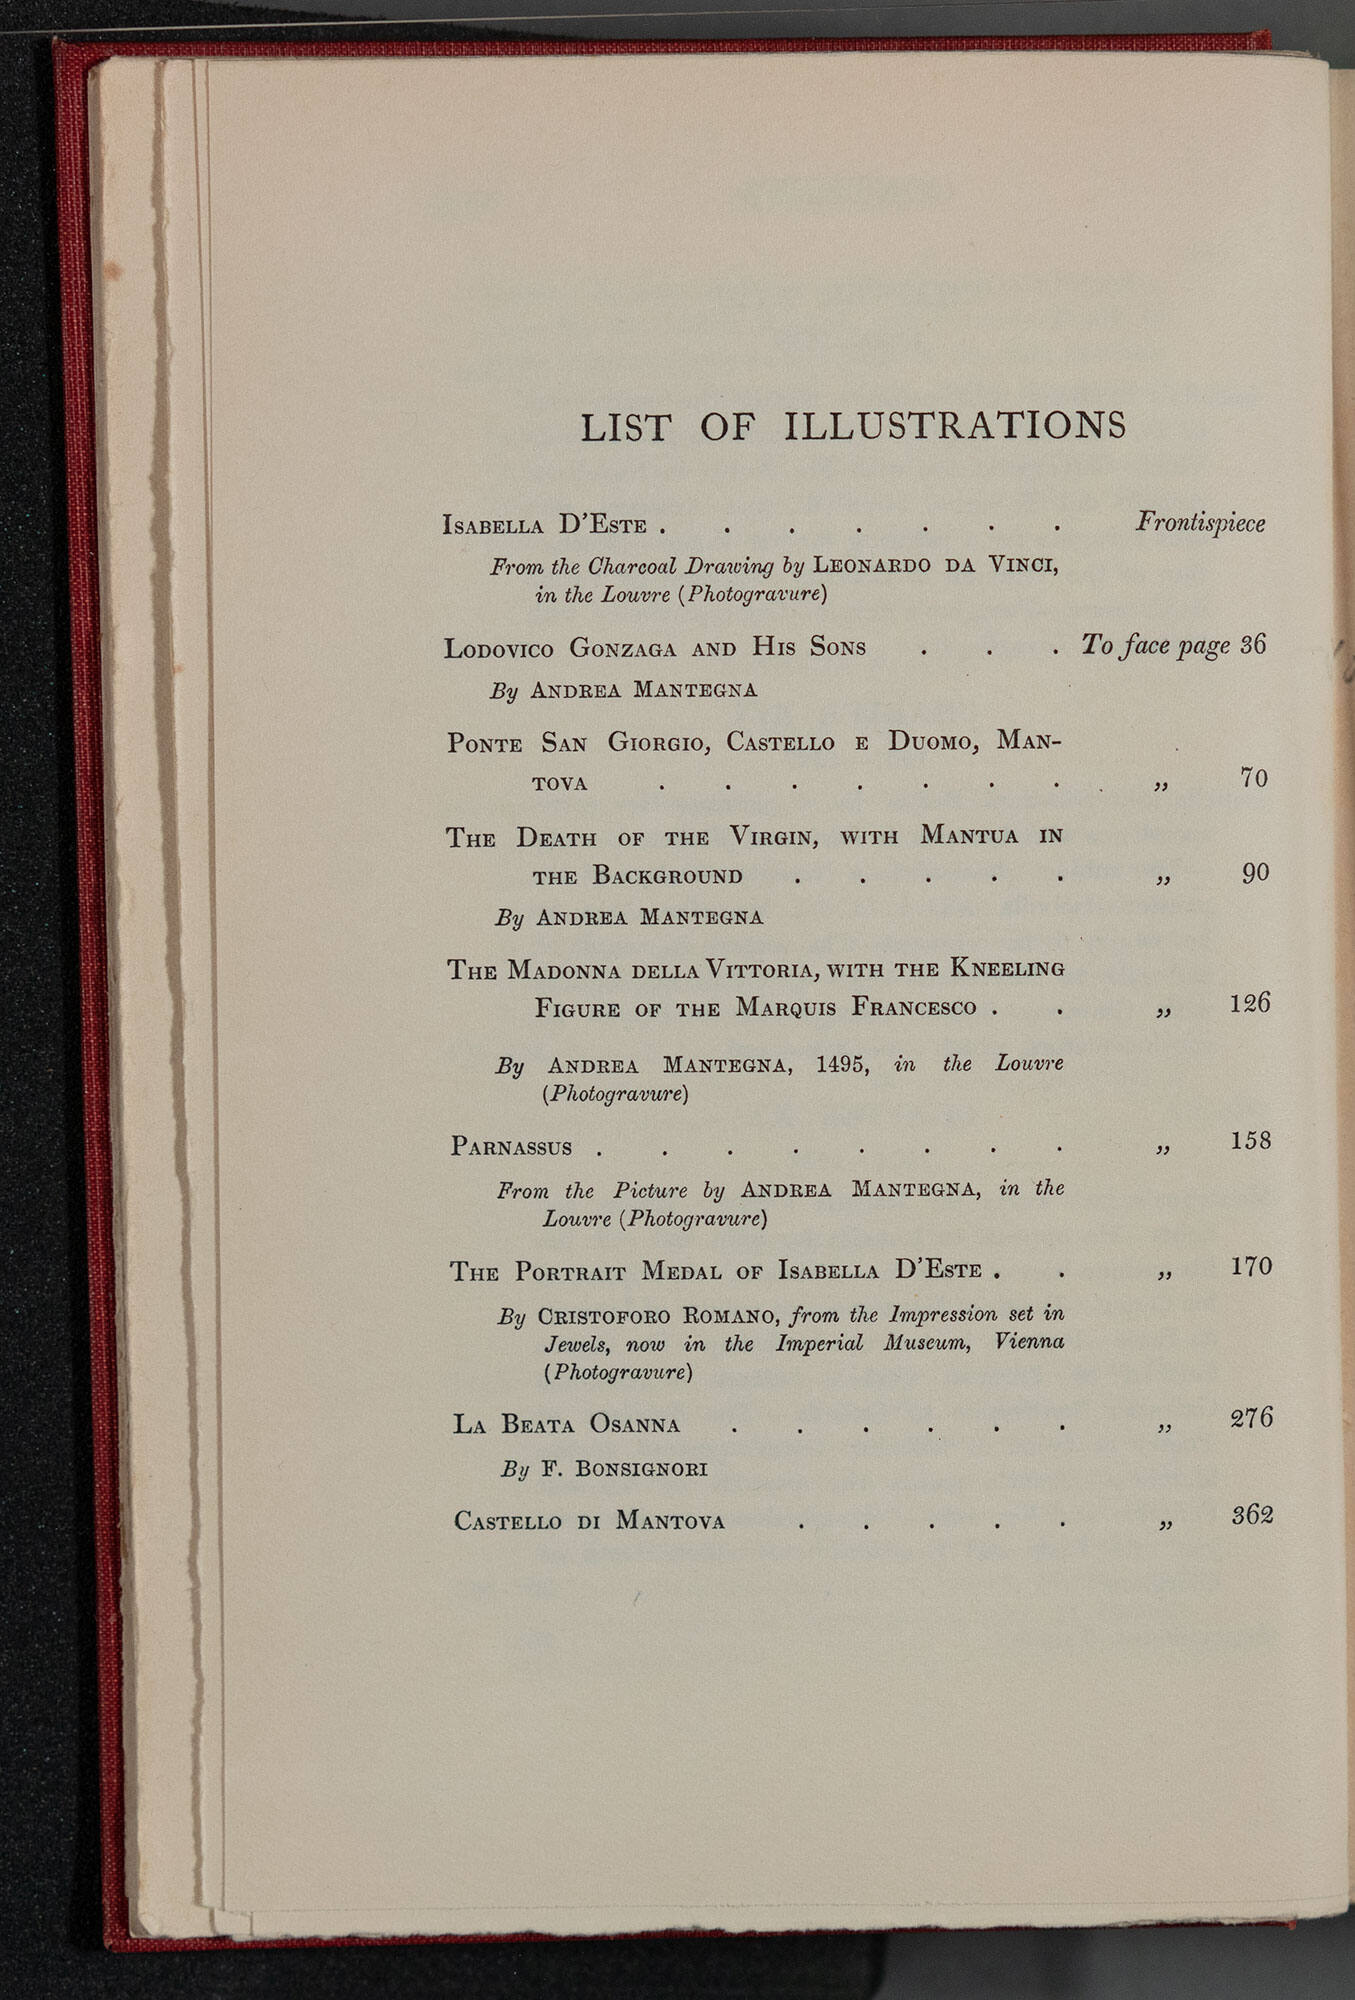 LIST OF ILLUSTRATIONS
Isabella D'Este . . . . . . . Frontispiece
From the Charcoal Drawing by Leonardo da Vinci,
in the Louvre (Photogravure)
Lodovico Gonzaga and His Sons . . . To face page 36
By Andrea Mantegna
Ponte San Giorgio, Castello e Duomo, Man-
tova . . . . . . . . ,, 70
The Death of the Virgin, with Mantua in
the Background . . . . . ,, 90
By Andrea Mantegna
The Madonna della Vittoria, with the Kneeling
Figure of the Marquis Francesco . . ,, 126
By Andrea Mantegna, 1495, in the Louvre
(Photogravure)
Parnassus . . . . . . . . ,, 158
From the Picture by Andrea Mantegna, in the
Louvre (Photogravure)
The Portrait Medal of Isabella D'Este . . ,, 170
By Cristoforo Romano, from the Impression set in
Jewels, now in the Imperial Museum, Vienna
(Photogravure)
La Beata Osanna . . . . . . ,, 276
By F. Bonsignori
Castello di Mantova . . . . . ,, 362